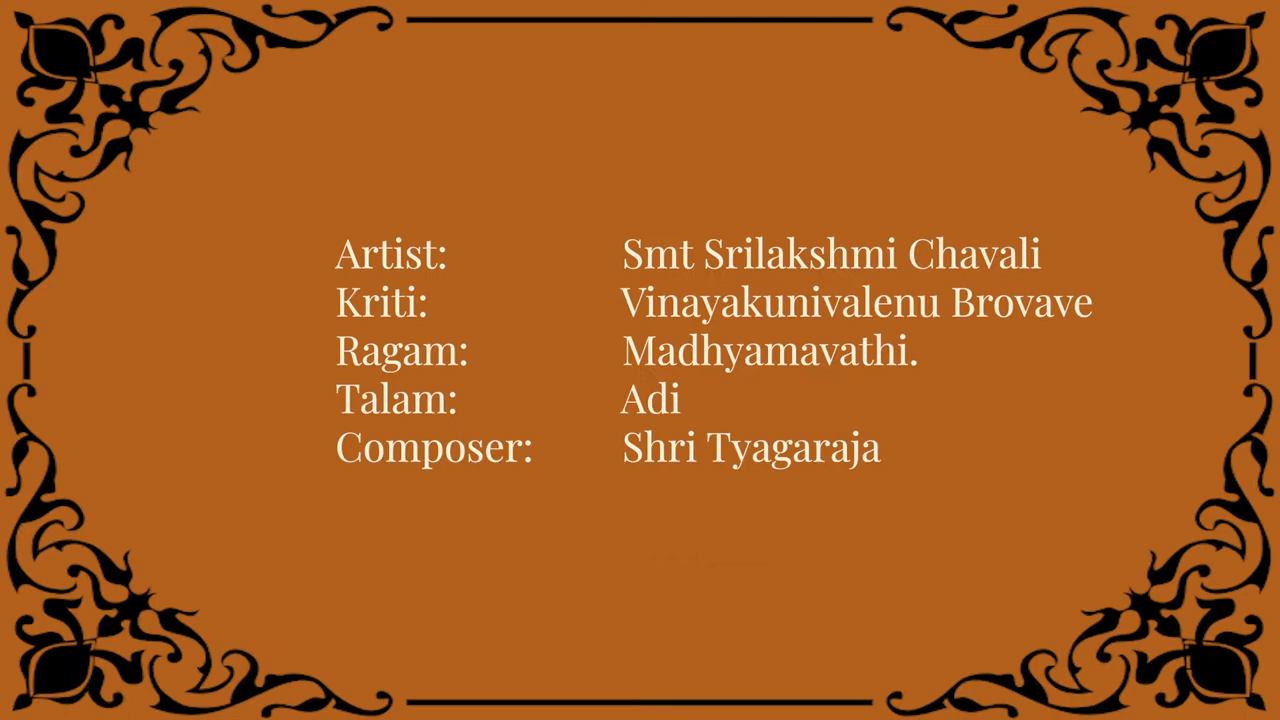 Artist: Smt Srilakshmi Chavali
Kriti: Vinayakunivalenu Brovave
Ragam: Madhyamavathi.
Talam: Adi
Composer: Shri Tyagaraja